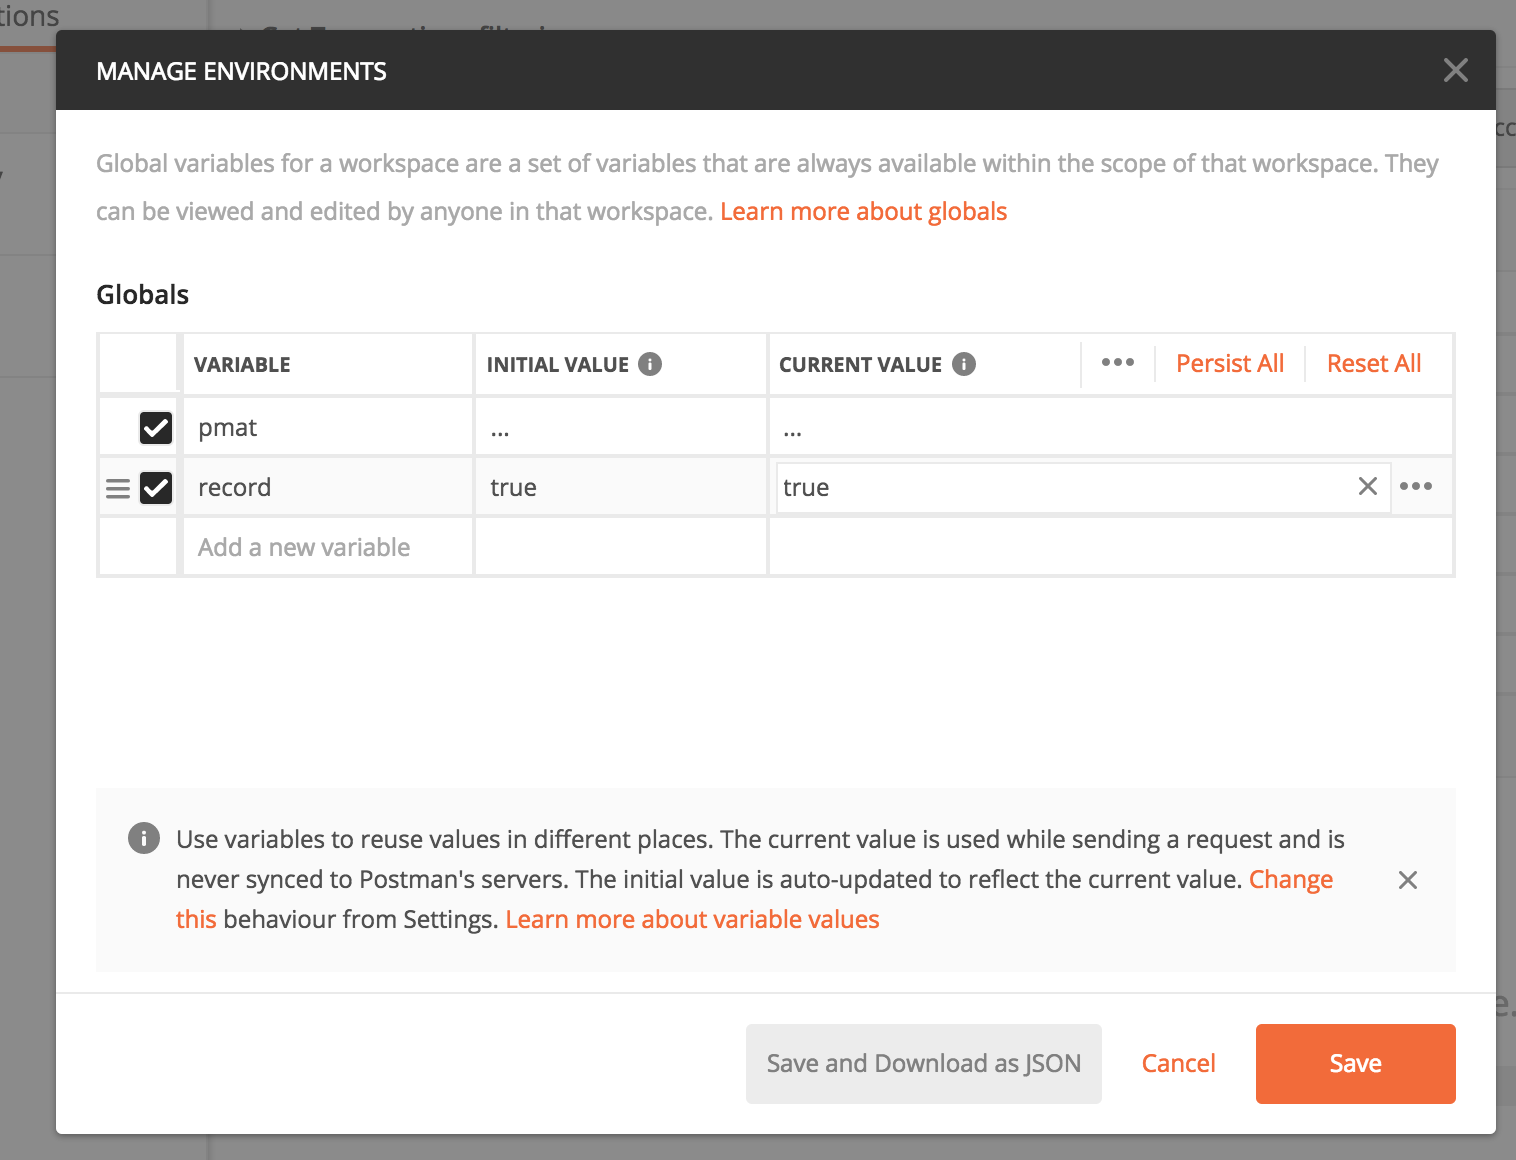 tions
MANAGE ENVIRONMENTS
Global variables for a workspace are a set of variables that are always available within the scope of that workspace. They
can be viewed and edited by anyone in that workspace. Learn more about globals
Globals
VARIABLE INITIAL VALUE CURRENT VALUE ••• Persist All Reset All
pmat ... ...
record true true •••
Add a new variable
Use variables to reuse values in different places. The current value is used while sending a request and is
never synced to Postman's servers. The initial value is auto-updated to reflect the current value. Change
this behaviour from Settings. Learn more about variable values
Save and Download as JSON Cancel Save